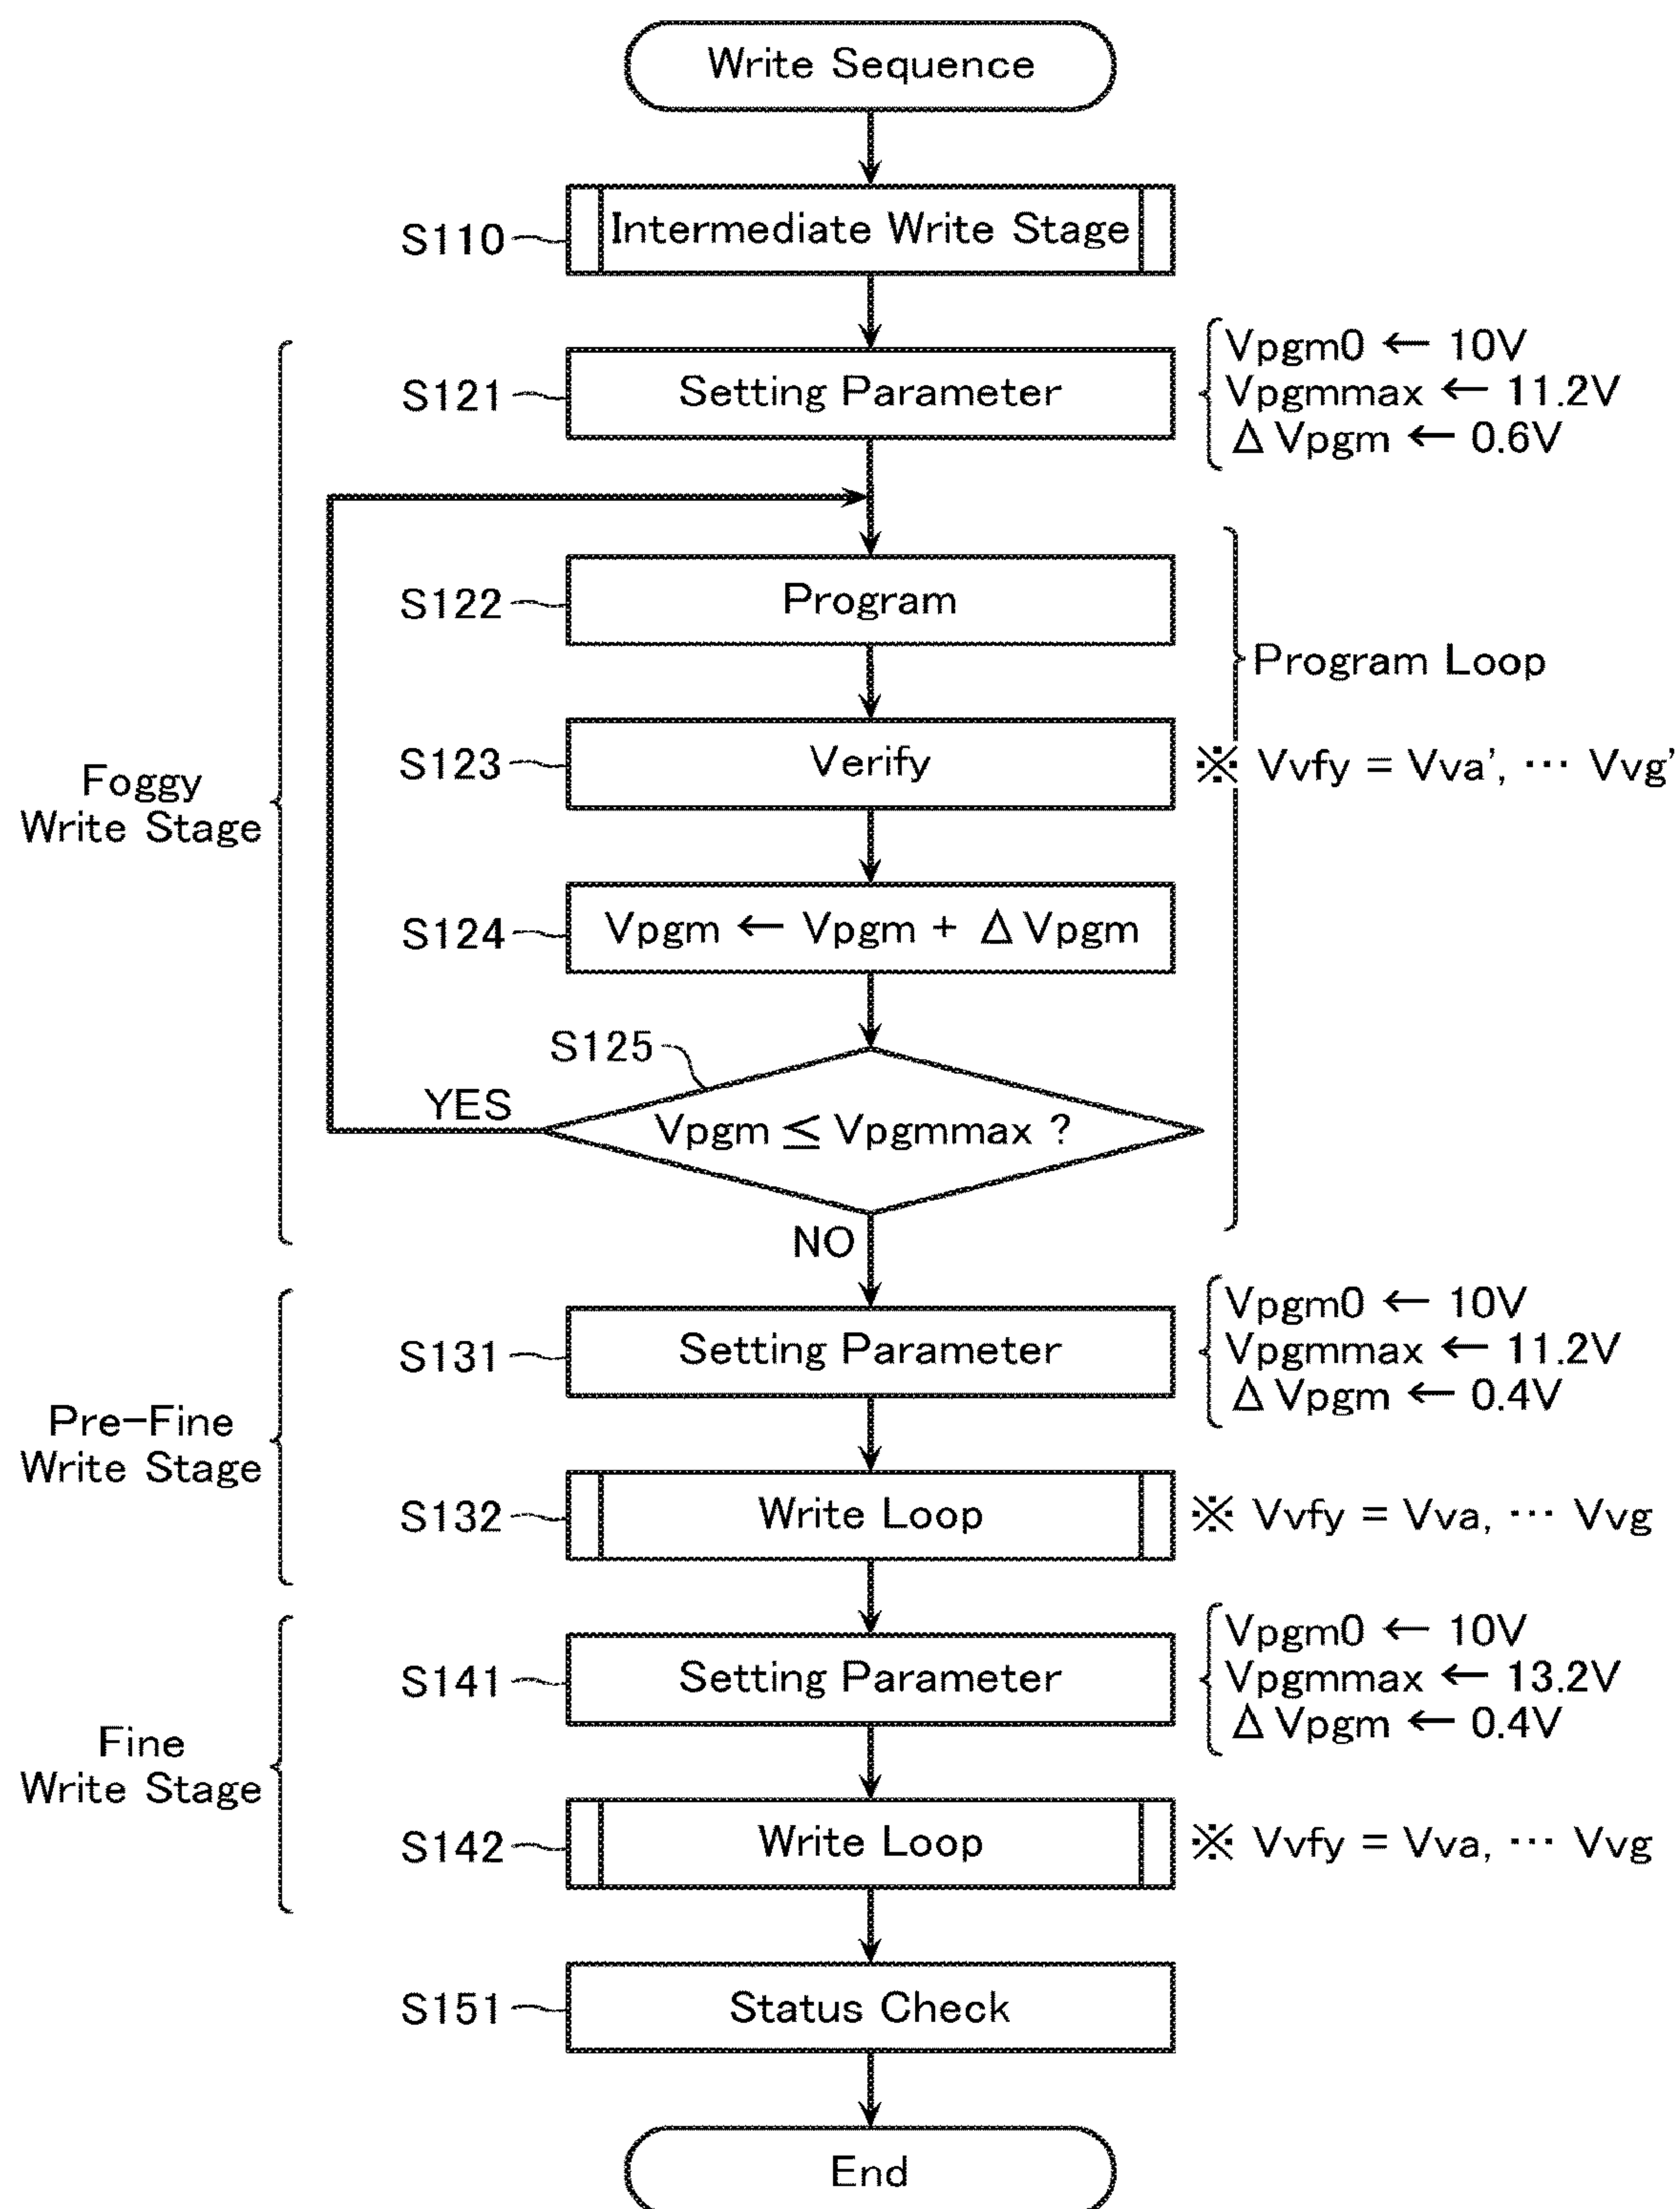 Write Sequence
S110
Intermediate Write Stage
S121
Setting Parameter
Vpgm0 ← 10V
Vpgmmax ← 11.2V
Δ Vpgm ← 0.6V
S122
Program
Program Loop
S123
Verify
※ Vvfy = Vva', ⋯ Vvg'
Foggy
Write Stage
S124
Vpgm ← Vpgm + Δ Vpgm
S125
YES
Vpgm ≤ Vpgmmax ?
NO
S131
Setting Parameter
Vpgm0 ← 10V
Vpgmmax ← 11.2V
Δ Vpgm ← 0.4V
Pre-Fine
Write Stage
S132
Write Loop
※ Vvfy = Vva, ⋯ Vvg
S141
Setting Parameter
Vpgm0 ← 10V
Vpgmmax ← 13.2V
Δ Vpgm ← 0.4V
Fine
Write Stage
S142
Write Loop
※ Vvfy = Vva, ⋯ Vvg
S151
Status Check
End